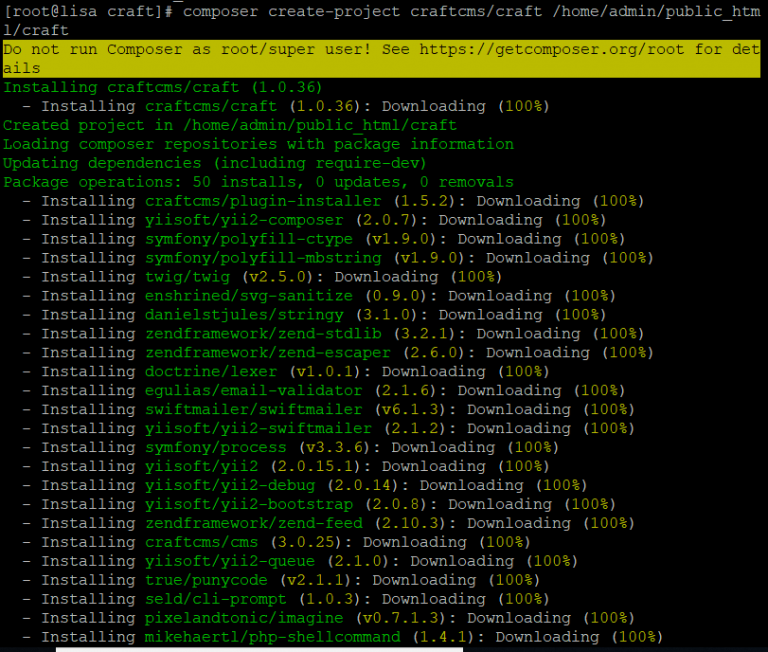 [root@lisa craft]# composer create-project craftcms/craft /home/admin/public_htm
l/craft
Do not run Composer as root/super user! See https://getcomposer.org/root for det
ails
Installing craftcms/craft (1.0.36)
  - Installing craftcms/craft (1.0.36): Downloading (100%)
Created project in /home/admin/public_html/craft
Loading composer repositories with package information
Updating dependencies (including require-dev)
Package operations: 50 installs, 0 updates, 0 removals
  - Installing craftcms/plugin-installer (1.5.2): Downloading (100%)
  - Installing yiisoft/yii2-composer (2.0.7): Downloading (100%)
  - Installing symfony/polyfill-ctype (v1.9.0): Downloading (100%)
  - Installing symfony/polyfill-mbstring (v1.9.0): Downloading (100%)
  - Installing twig/twig (v2.5.0): Downloading (100%)
  - Installing enshrined/svg-sanitize (0.9.0): Downloading (100%)
  - Installing danielstjules/stringy (3.1.0): Downloading (100%)
  - Installing zendframework/zend-stdlib (3.2.1): Downloading (100%)
  - Installing zendframework/zend-escaper (2.6.0): Downloading (100%)
  - Installing doctrine/lexer (v1.0.1): Downloading (100%)
  - Installing egulias/email-validator (2.1.6): Downloading (100%)
  - Installing swiftmailer/swiftmailer (v6.1.3): Downloading (100%)
  - Installing yiisoft/yii2-swiftmailer (2.1.2): Downloading (100%)
  - Installing symfony/process (v3.3.6): Downloading (100%)
  - Installing yiisoft/yii2 (2.0.15.1): Downloading (100%)
  - Installing yiisoft/yii2-debug (2.0.14): Downloading (100%)
  - Installing yiisoft/yii2-bootstrap (2.0.8): Downloading (100%)
  - Installing zendframework/zend-feed (2.10.3): Downloading (100%)
  - Installing craftcms/cms (3.0.25): Downloading (100%)
  - Installing yiisoft/yii2-queue (2.1.0): Downloading (100%)
  - Installing true/punycode (v2.1.1): Downloading (100%)
  - Installing seld/cli-prompt (1.0.3): Downloading (100%)
  - Installing pixelandtonic/imagine (v0.7.1.3): Downloading (100%)
  - Installing mikehaertl/php-shellcommand (1.4.1): Downloading (100%)